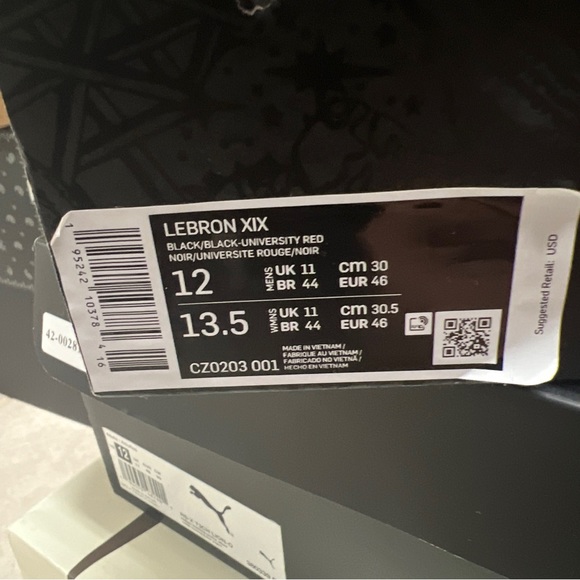 LEBRON XIX
BLACK/BLACK-UNIVERSITY RED
NOIR/UNIVERSITE ROUGE/NOIR
12 MENS UK 11 cm 30
BR 44 EUR 46
13.5 WMNS UK 11 cm 30.5
BR 44 EUR 46
MADE IN VIETNAM /
FABRIQUE AU VIETNAM /
FABRICADO NO VIETNÃ /
CZ0203 001 HECHO EN VIETNAM
1 95242 10378 4 16
Suggested Retail: USD
42-0028
12